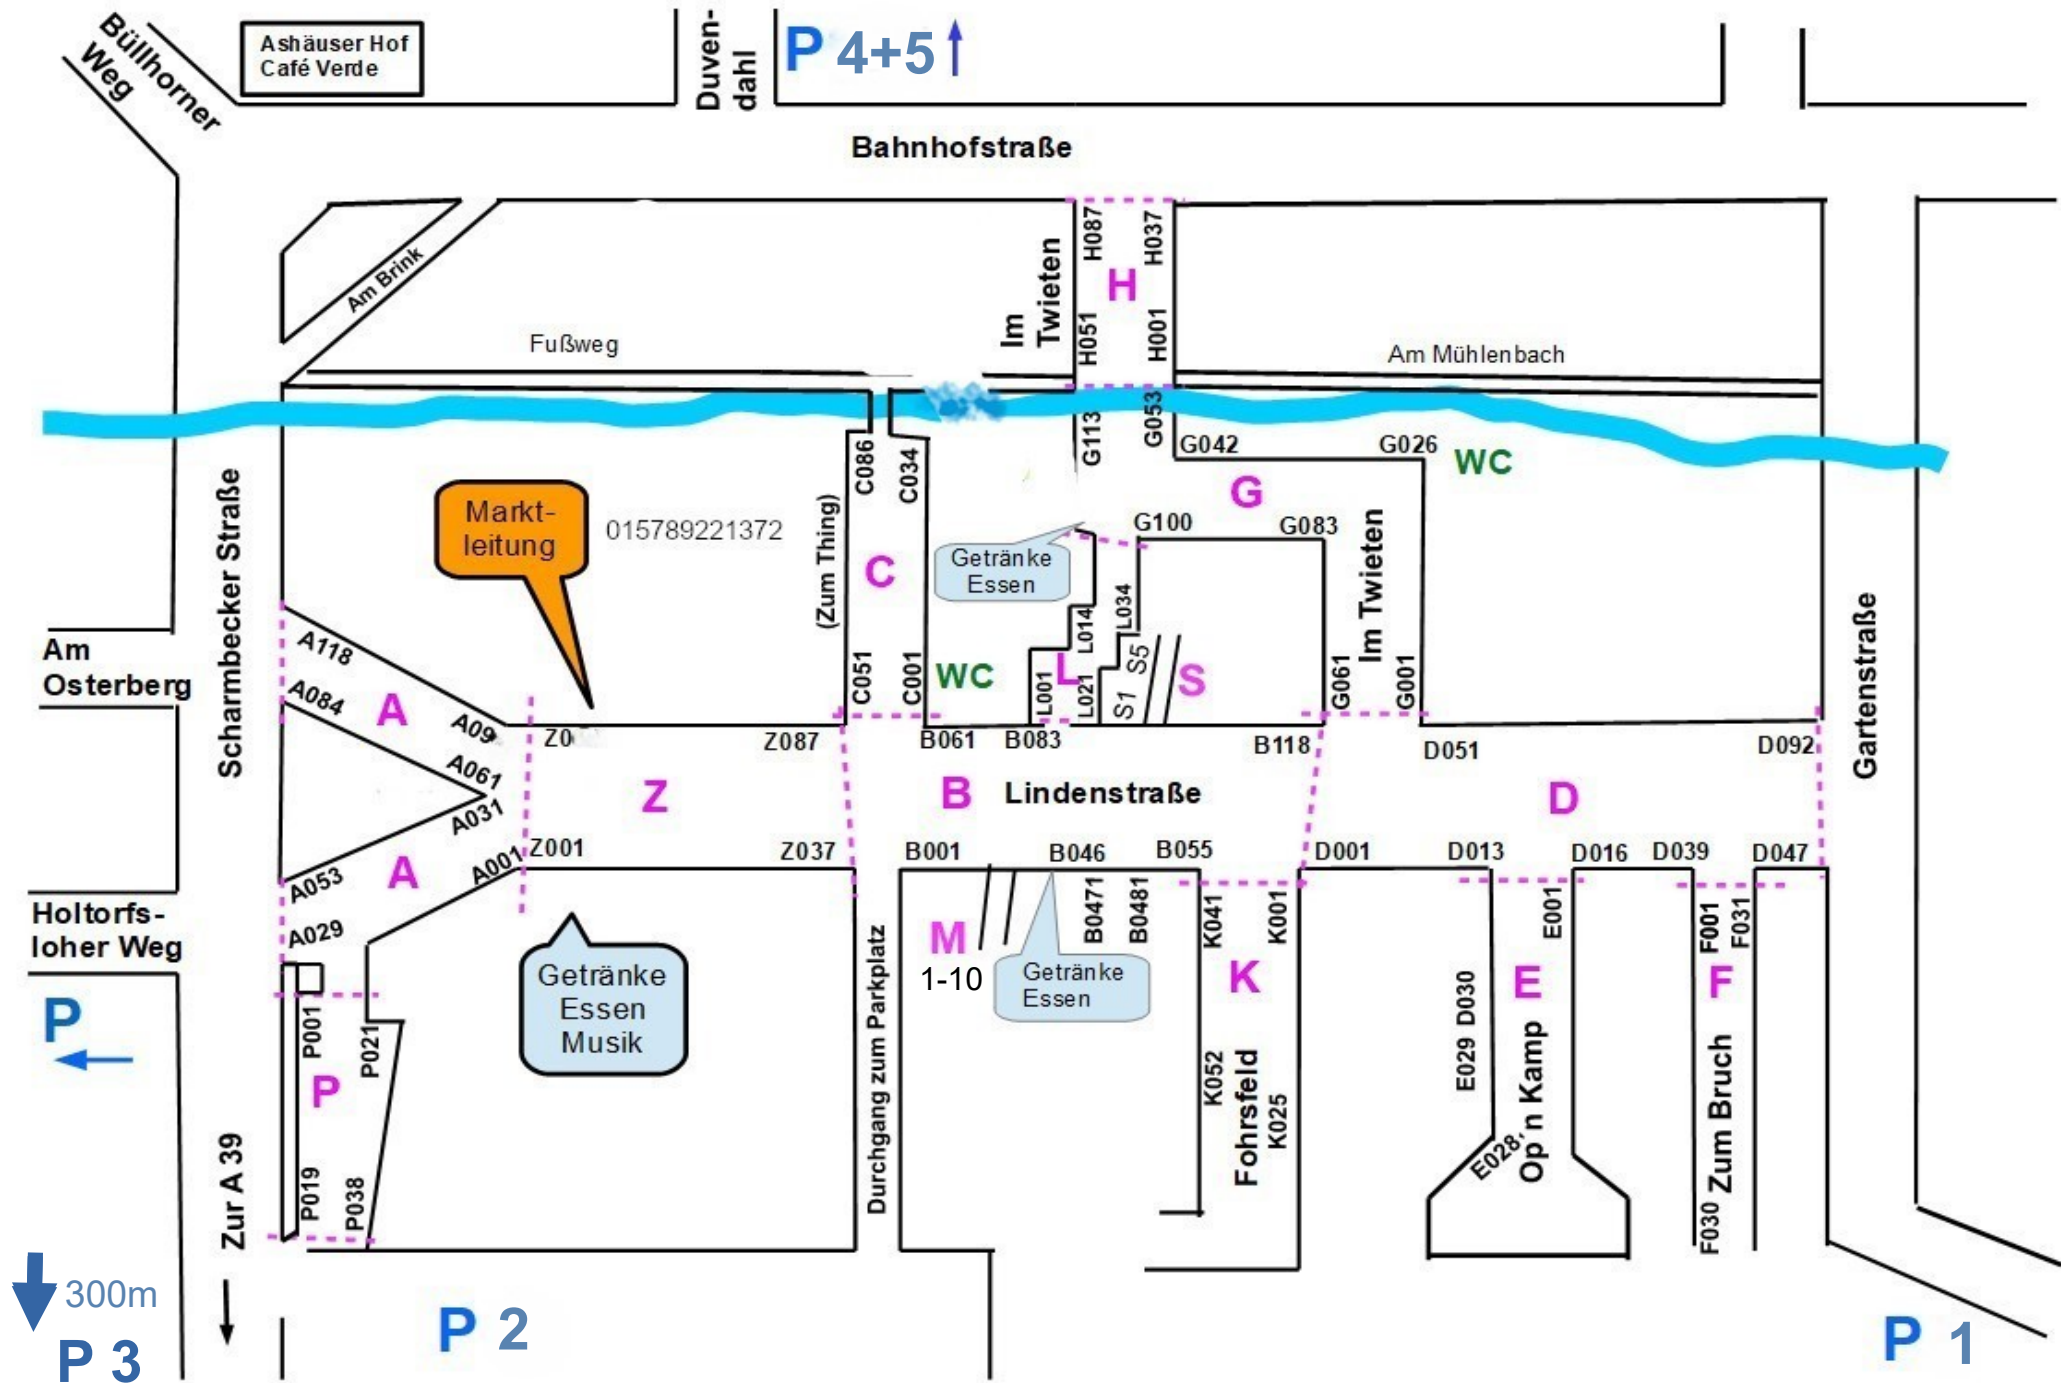 Büllhorner
Weg
Ashäuser Hof
Café Verde
Duven-
dahl
P 4+5
Bahnhofstraße
Am Brink
Fußweg
Im
Twieten
H087
H037
H
H051
H001
Am Mühlenbach
G113
G053
G042
G026
WC
G
G100
G083
Im Twieten
G061
G001
Scharmbecker Straße
Markt-
leitung
015789221372
(Zum Thing)
C086
C034
C
C051
C001
WC
Getränke
Essen
L014
L034
L
L001
L021
S1
S5
S
Gartenstraße
Am
Osterberg
A118
A084
A
A09
A061
A031
A
A053
A001
A029
Z0
Z087
Z
Z001
Z037
B061
B083
B118
B
Lindenstraße
B001
B046
B055
D051
D092
D
D001
D013
D016
D039
D047
Holtorfs-
loher Weg
P
Getränke
Essen
Musik
Durchgang zum Parkplatz
M
1-10
Getränke
Essen
B0471
B0481
K041
K001
K
K052
K025
Fohrsfeld
E001
E
E029 D030
E028,
Op'n Kamp
F001
F031
F
Zum Bruch
F030
P001
P021
P
P019
P038
Zur A 39
300m
P 3
P 2
P 1